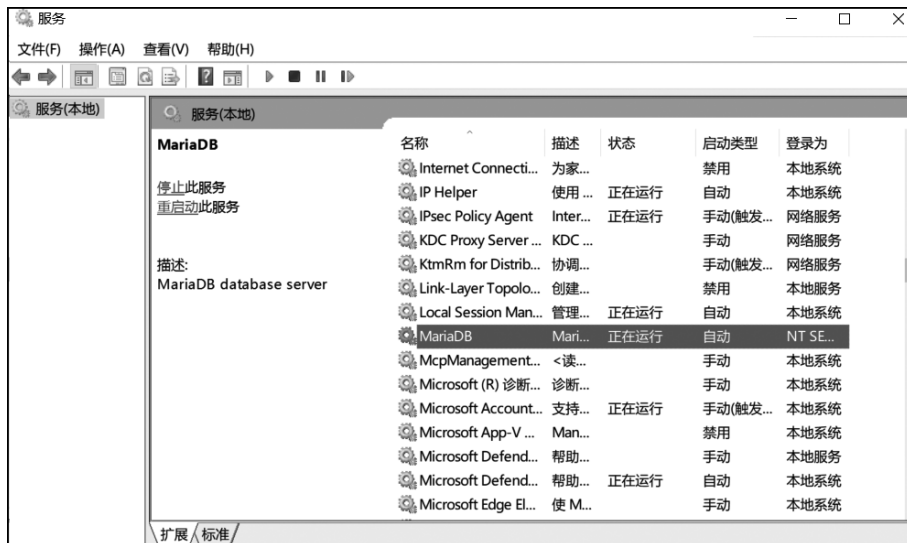 服务
文件(F) 操作(A) 查看(V) 帮助(H)
服务(本地)
服务(本地)
MariaDB
停止此服务
重启动此服务
描述:
MariaDB database server
名称 描述 状态 启动类型 登录为
Internet Connecti... 为家... 禁用 本地系统
IP Helper 使用 ... 正在运行 自动 本地系统
IPsec Policy Agent Inter... 正在运行 手动(触发... 网络服务
KDC Proxy Server ... KDC ... 手动 网络服务
KtmRm for Distrib... 协调... 手动(触发... 网络服务
Link-Layer Topolo... 创建... 禁用 本地服务
Local Session Man... 管理... 正在运行 自动 本地系统
MariaDB Mari... 正在运行 自动 NT SE...
McpManagement... <读... 手动 本地系统
Microsoft (R) 诊断... 诊断... 手动 本地系统
Microsoft Account... 支持... 正在运行 手动(触发... 本地系统
Microsoft App-V ... Man... 禁用 本地系统
Microsoft Defend... 帮助... 手动 本地服务
Microsoft Defend... 帮助... 正在运行 自动 本地系统
Microsoft Edge El... 使 M... 手动 本地系统
扩展 标准